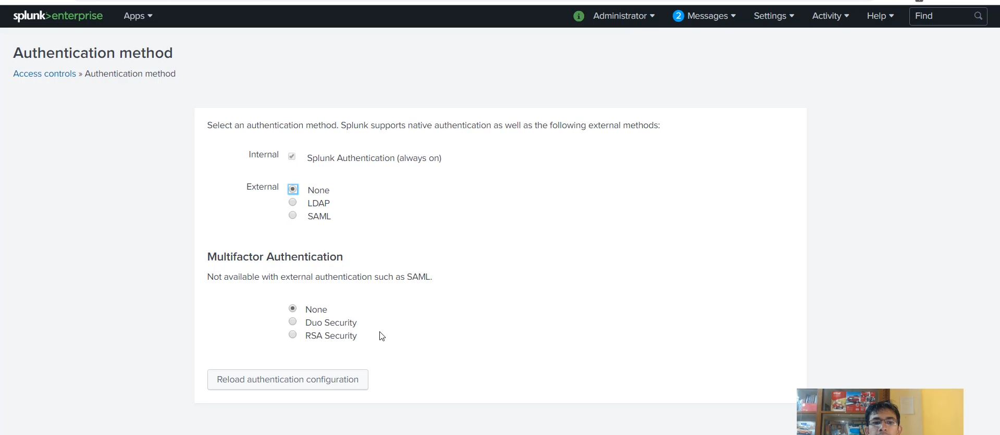 splunk>enterprise Apps Administrator 2 Messages Settings Activity Help Find
Authentication method
Access controls » Authentication method
Select an authentication method. Splunk supports native authentication as well as the following external methods:
Internal Splunk Authentication (always on)
External None
LDAP
SAML
Multifactor Authentication
Not available with external authentication such as SAML.
None
Duo Security
RSA Security
Reload authentication configuration